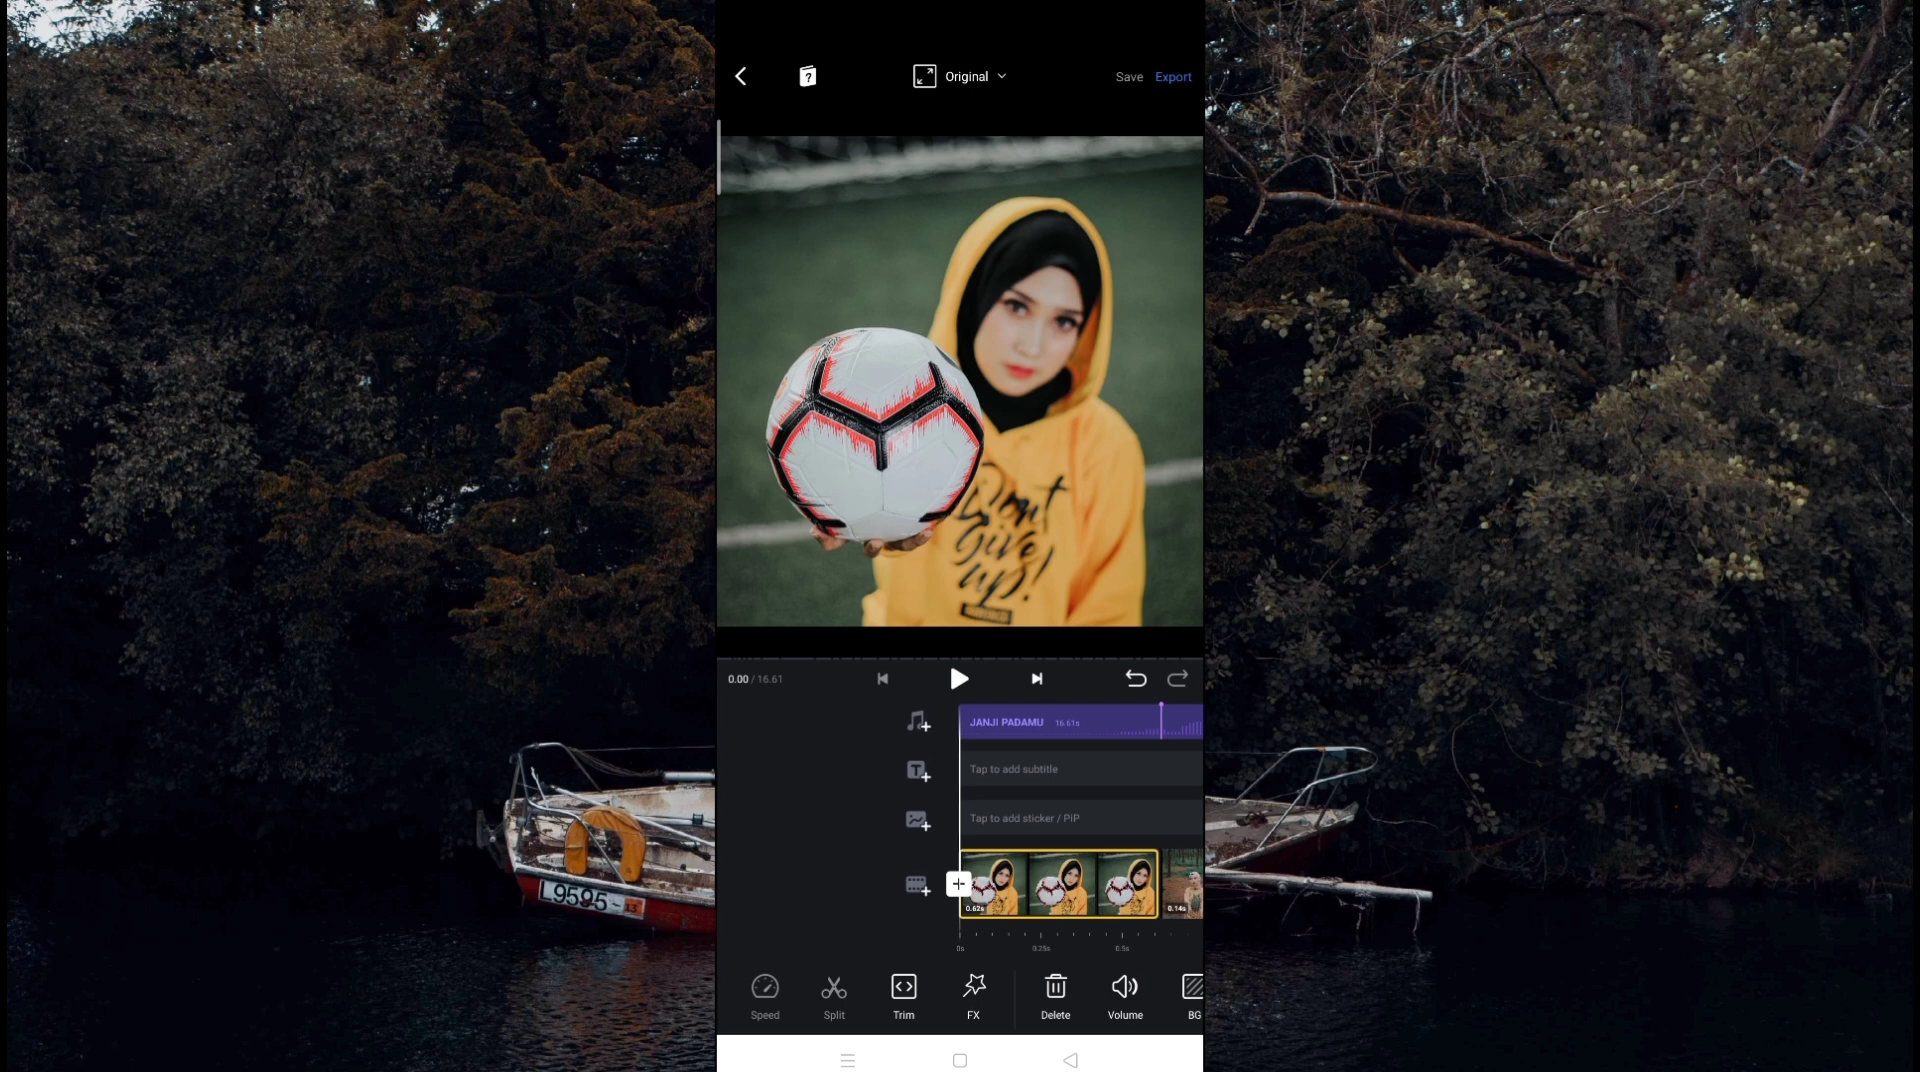 Original
Save
Export
Dont
Give
up!
0.00 / 16.61
JANJI PADAMU 16.61s
Tap to add subtitle
Tap to add sticker / PIP
0.62s
0.14s
0s
0.25s
0.5s
L9595-13
Speed
Split
Trim
FX
Delete
Volume
BG